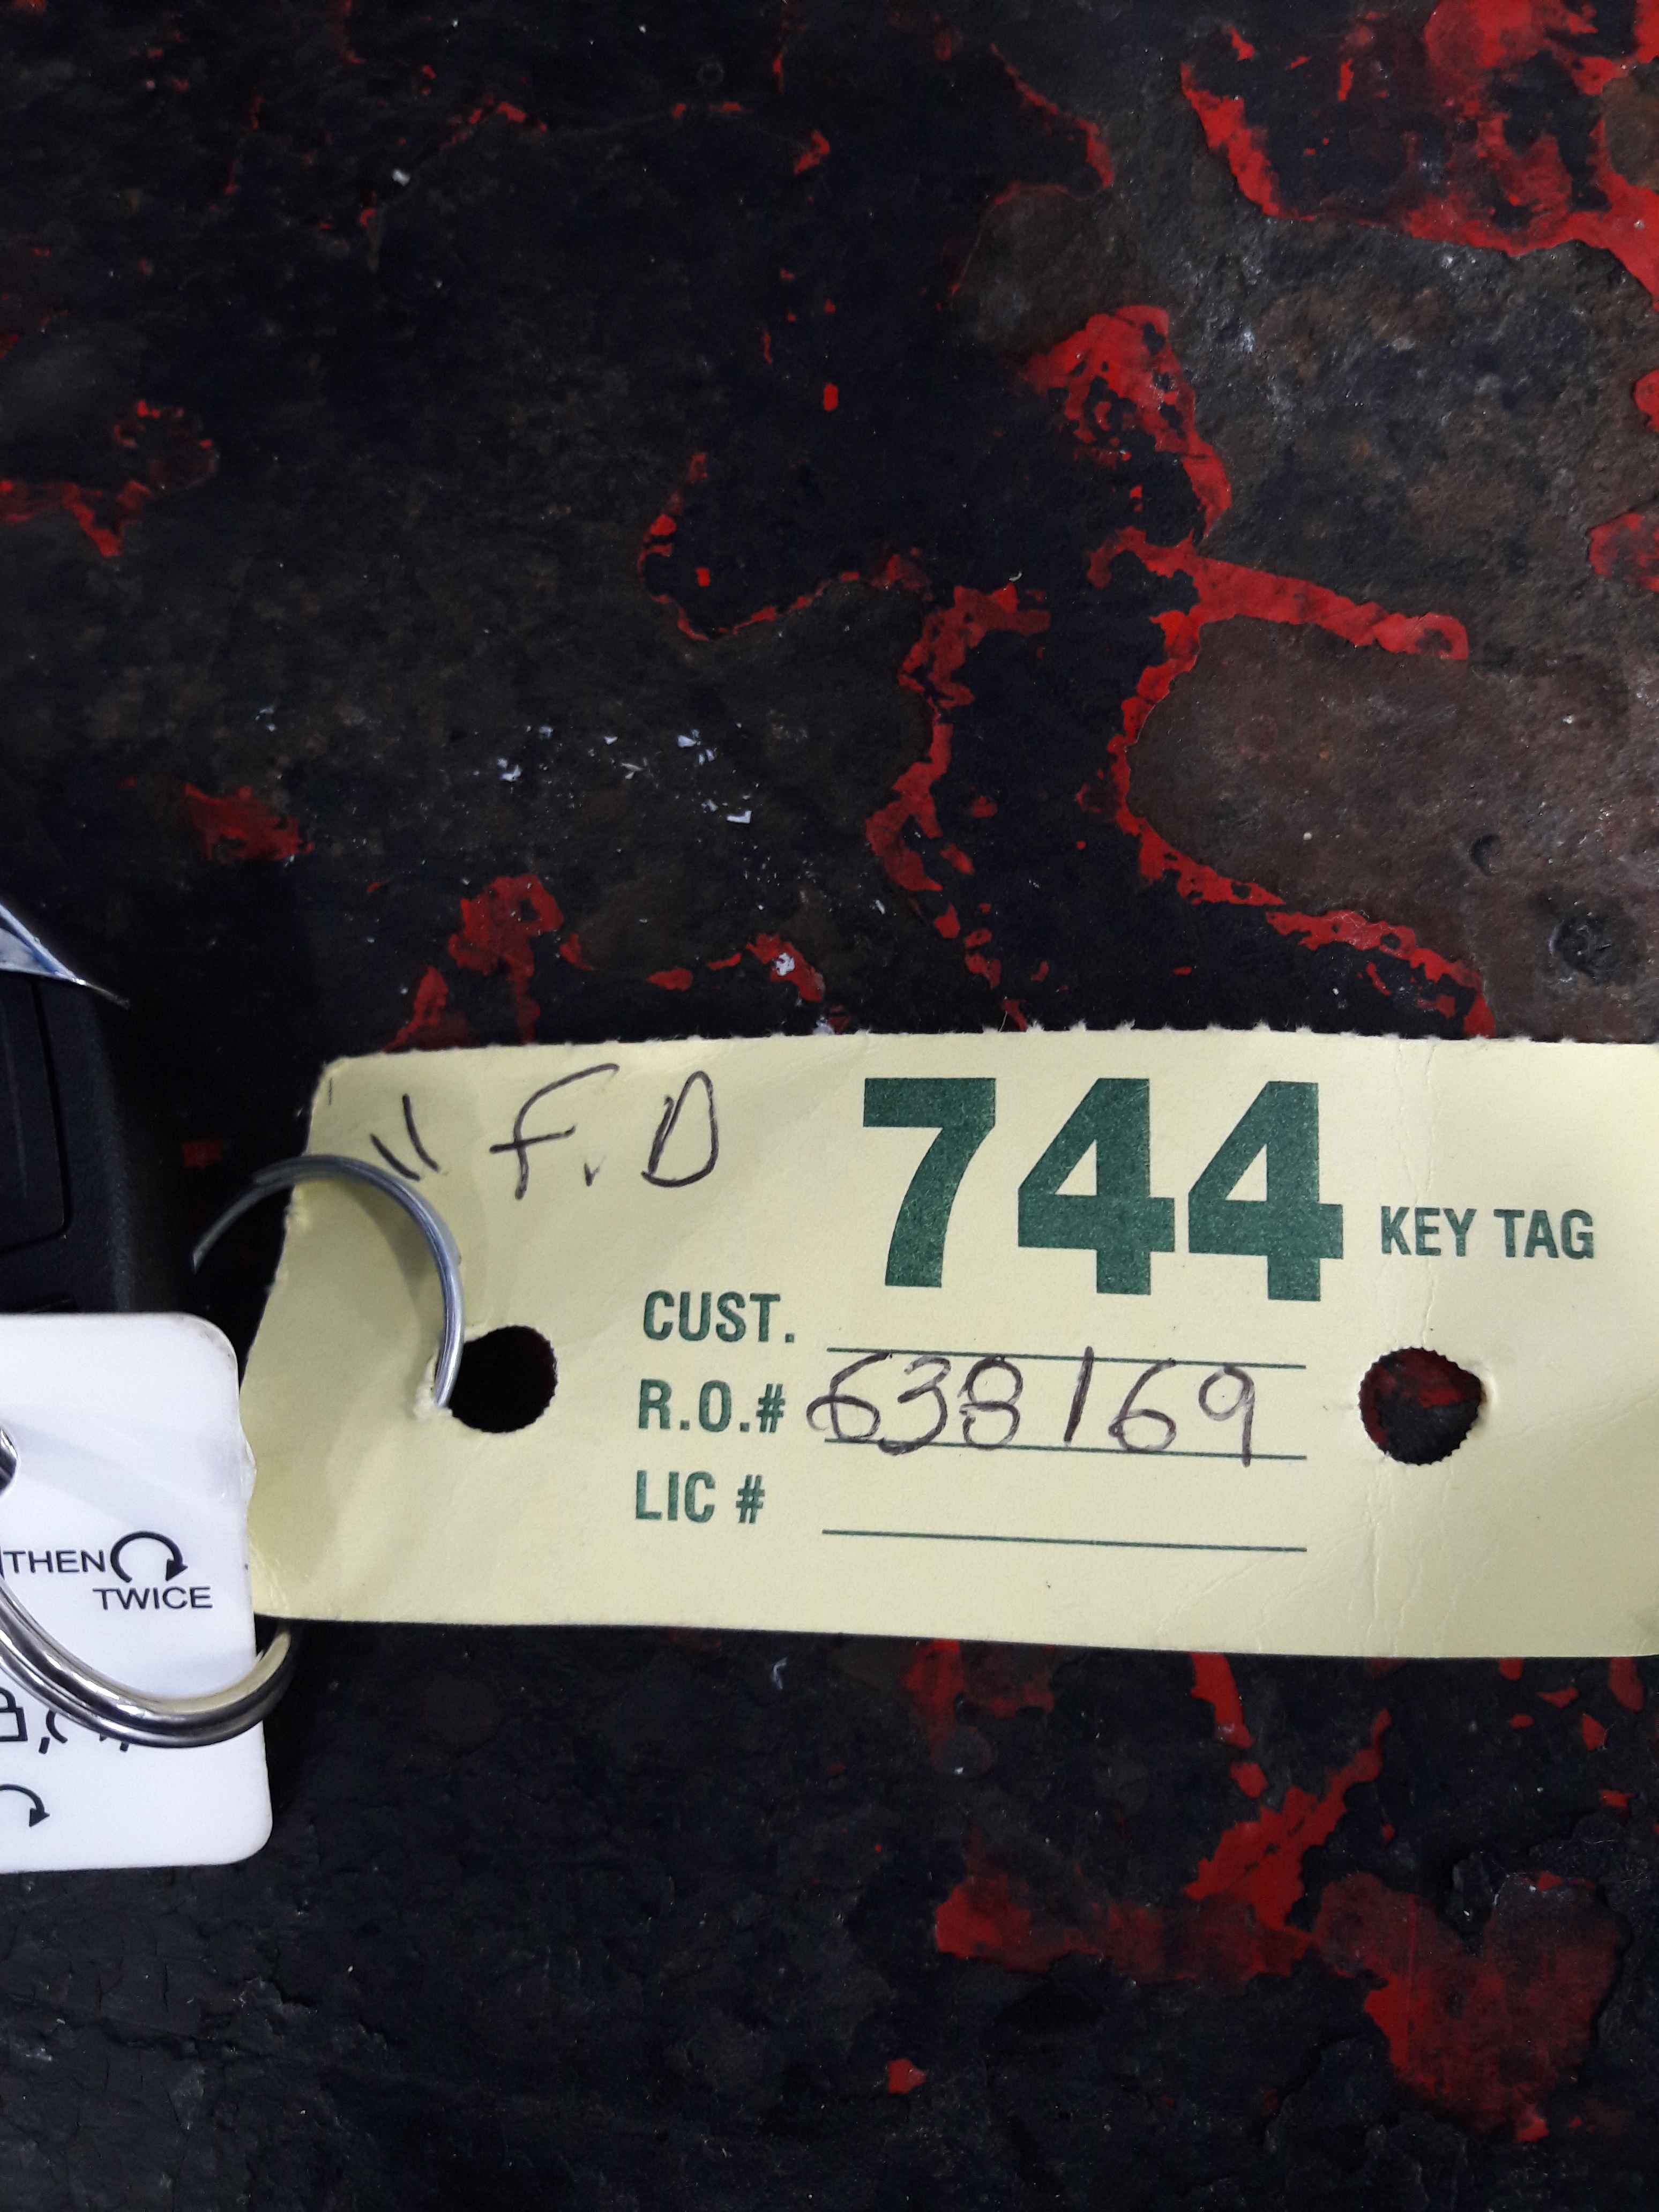 " F.D
744 KEY TAG
CUST.
R.O.# 638169
LIC #
THEN
TWICE